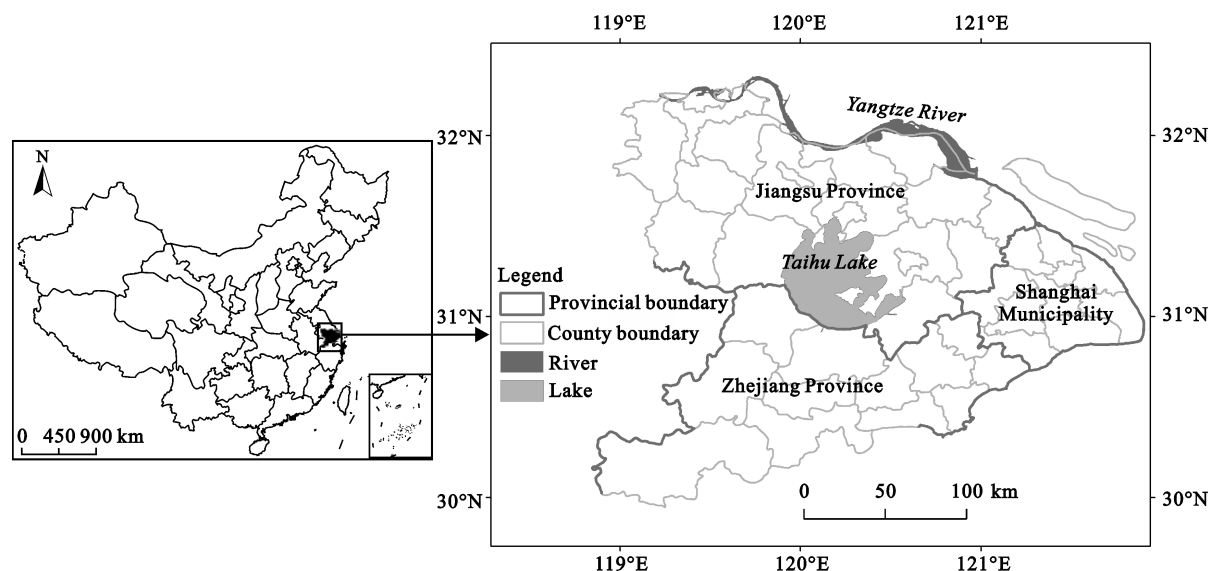 119°E 120°E 121°E
N
32°N
32°N
Yangtze River
Jiangsu Province
Taihu Lake
Legend
Provincial boundary
County boundary
River
Lake
31°N
31°N
Shanghai
Municipality
Zhejiang Province
0 450 900 km
30°N
30°N
0 50 100 km
119°E 120°E 121°E